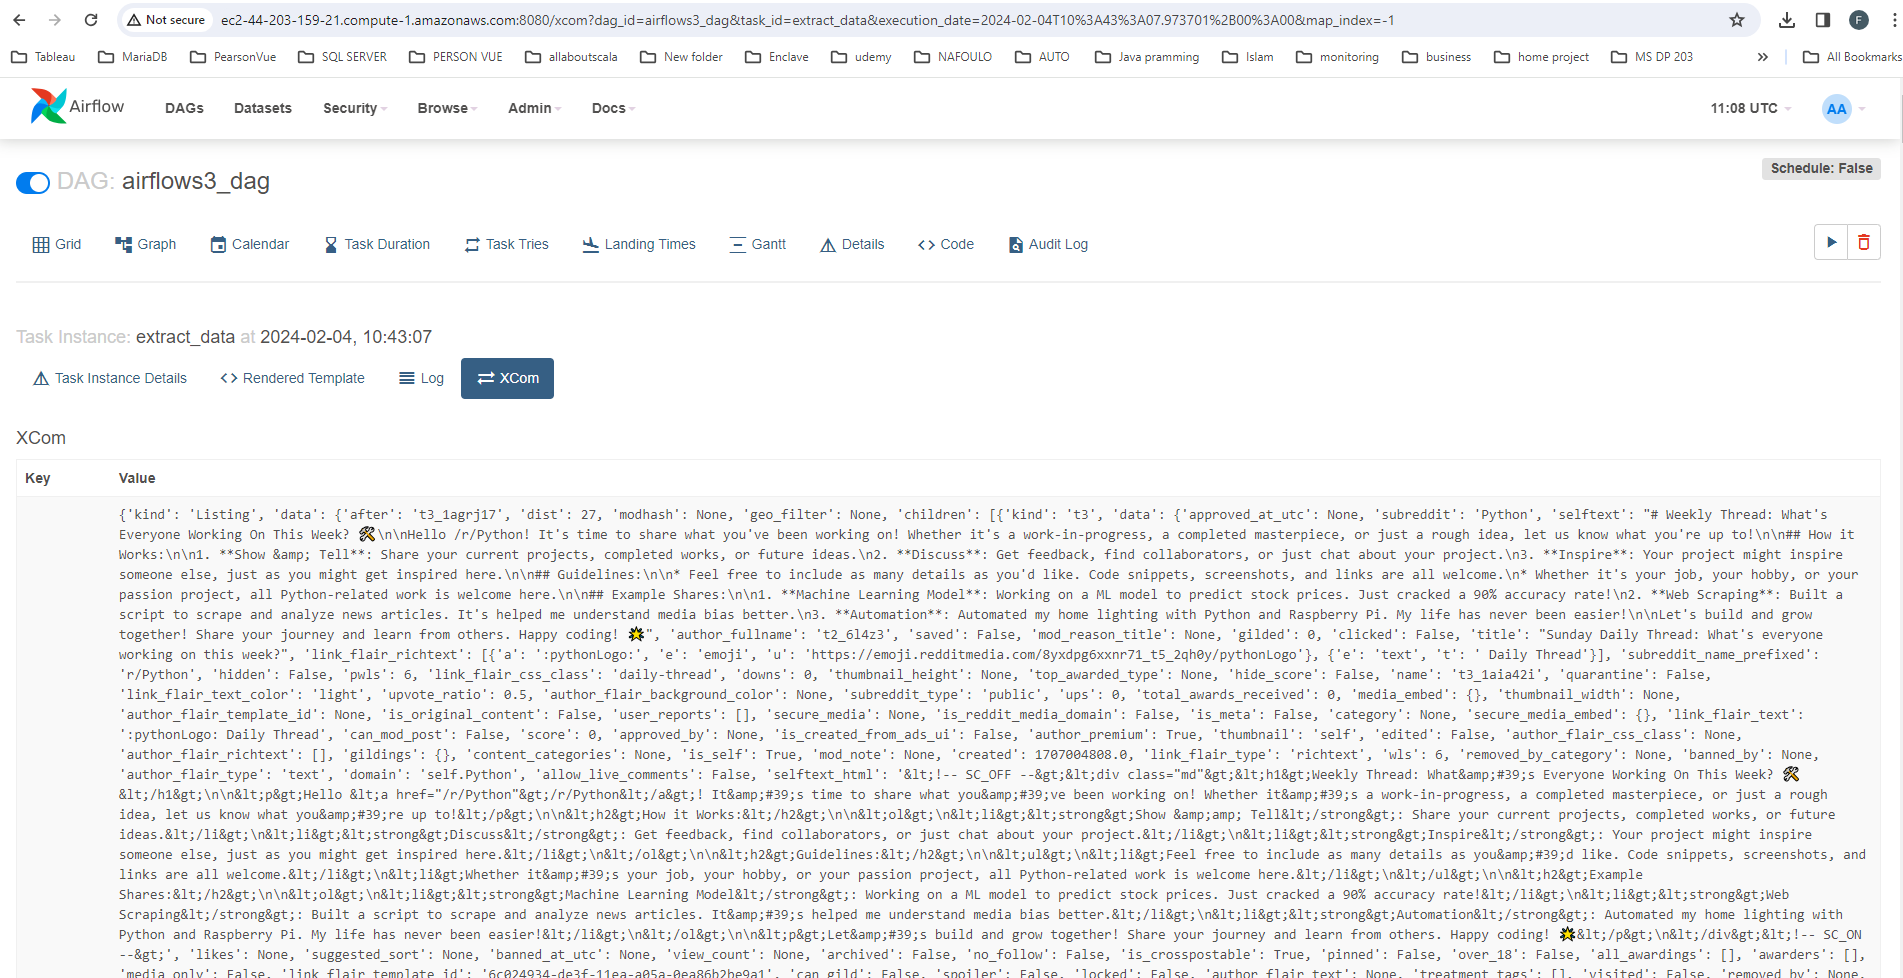 Not secure ec2-44-203-159-21.compute-1.amazonaws.com:8080/xcom?dag_id=airflows3_dag&task_id=extract_data&execution_date=2024-02-04T10%3A43%3A07.973701%2B00%3A00&map_index=-1 F
Tableau MariaDB PearsonVue SQL SERVER PERSON VUE allaboutscala New folder Enclave udemy NAFOULO AUTO Java pramming Islam monitoring business home project MS DP 203 » All Bookmarks
Airflow DAGs Datasets Security Browse Admin Docs 11:08 UTC AA
DAG: airflows3_dag Schedule: False
Grid Graph Calendar Task Duration Task Tries Landing Times Gantt Details Code Audit Log
Task Instance: extract_data at 2024-02-04, 10:43:07
Task Instance Details Rendered Template Log XCom
XCom
Key Value
{'kind': 'Listing', 'data': {'after': 't3_1agrj17', 'dist': 27, 'modhash': None, 'geo_filter': None, 'children': [{'kind': 't3', 'data': {'approved_at_utc': None, 'subreddit': 'Python', 'selftext': "# Weekly Thread: What's
Everyone Working On This Week? 🛠️\n\nHello /r/Python! It's time to share what you've been working on! Whether it's a work-in-progress, a completed masterpiece, or just a rough idea, let us know what you're up to!\n\n## How it
Works:\n\n1. **Show &amp; Tell**: Share your current projects, completed works, or future ideas.\n2. **Discuss**: Get feedback, find collaborators, or just chat about your project.\n3. **Inspire**: Your project might inspire
someone else, just as you might get inspired here.\n\n## Guidelines:\n\n* Feel free to include as many details as you'd like. Code snippets, screenshots, and links are all welcome.\n* Whether it's your job, your hobby, or your
passion project, all Python-related work is welcome here.\n\n## Example Shares:\n\n1. **Machine Learning Model**: Working on a ML model to predict stock prices. Just cracked a 90% accuracy rate!\n2. **Web Scraping**: Built a
script to scrape and analyze news articles. It's helped me understand media bias better.\n3. **Automation**: Automated my home lighting with Python and Raspberry Pi. My life has never been easier!\n\nLet's build and grow
together! Share your journey and learn from others. Happy coding! 🌟", 'author_fullname': 't2_6l4z3', 'saved': False, 'mod_reason_title': None, 'gilded': 0, 'clicked': False, 'title': "Sunday Daily Thread: What's everyone
working on this week?", 'link_flair_richtext': [{'a': ':pythonLogo:', 'e': 'emoji', 'u': 'https://emoji.redditmedia.com/8yxdpg6xxnr71_t5_2qh0y/pythonLogo'}, {'e': 'text', 't': ' Daily Thread'}], 'subreddit_name_prefixed':
'r/Python', 'hidden': False, 'pwls': 6, 'link_flair_css_class': 'daily-thread', 'downs': 0, 'thumbnail_height': None, 'top_awarded_type': None, 'hide_score': False, 'name': 't3_1aia42i', 'quarantine': False,
'link_flair_text_color': 'light', 'upvote_ratio': 0.5, 'author_flair_background_color': None, 'subreddit_type': 'public', 'ups': 0, 'total_awards_received': 0, 'media_embed': {}, 'thumbnail_width': None,
'author_flair_template_id': None, 'is_original_content': False, 'user_reports': [], 'secure_media': None, 'is_reddit_media_domain': False, 'is_meta': False, 'category': None, 'secure_media_embed': {}, 'link_flair_text':
':pythonLogo: Daily Thread', 'can_mod_post': False, 'score': 0, 'approved_by': None, 'is_created_from_ads_ui': False, 'author_premium': True, 'thumbnail': 'self', 'edited': False, 'author_flair_css_class': None,
'author_flair_richtext': [], 'gildings': {}, 'content_categories': None, 'is_self': True, 'mod_note': None, 'created': 1707004808.0, 'link_flair_type': 'richtext', 'wls': 6, 'removed_by_category': None, 'banned_by': None,
'author_flair_type': 'text', 'domain': 'self.Python', 'allow_live_comments': False, 'selftext_html': '&lt;!-- SC_OFF --&gt;&lt;div class="md"&gt;&lt;h1&gt;Weekly Thread: What&amp;#39;s Everyone Working On This Week? 🛠️
&lt;/h1&gt;\n\n&lt;p&gt;Hello &lt;a href="/r/Python"&gt;/r/Python&lt;/a&gt;! It&amp;#39;s time to share what you&amp;#39;ve been working on! Whether it&amp;#39;s a work-in-progress, a completed masterpiece, or just a rough
idea, let us know what you&amp;#39;re up to!&lt;/p&gt;\n\n&lt;h2&gt;How it Works:&lt;/h2&gt;\n\n&lt;ol&gt;\n&lt;li&gt;&lt;strong&gt;Show &amp;amp; Tell&lt;/strong&gt;: Share your current projects, completed works, or future
ideas.&lt;/li&gt;\n&lt;li&gt;&lt;strong&gt;Discuss&lt;/strong&gt;: Get feedback, find collaborators, or just chat about your project.&lt;/li&gt;\n&lt;li&gt;&lt;strong&gt;Inspire&lt;/strong&gt;: Your project might inspire
someone else, just as you might get inspired here.&lt;/li&gt;\n&lt;/ol&gt;\n\n&lt;h2&gt;Guidelines:&lt;/h2&gt;\n\n&lt;ul&gt;\n&lt;li&gt;Feel free to include as many details as you&amp;#39;d like. Code snippets, screenshots, and
links are all welcome.&lt;/li&gt;\n&lt;li&gt;Whether it&amp;#39;s your job, your hobby, or your passion project, all Python-related work is welcome here.&lt;/li&gt;\n&lt;/ul&gt;\n\n&lt;h2&gt;Example
Shares:&lt;/h2&gt;\n\n&lt;ol&gt;\n&lt;li&gt;&lt;strong&gt;Machine Learning Model&lt;/strong&gt;: Working on a ML model to predict stock prices. Just cracked a 90% accuracy rate!&lt;/li&gt;\n&lt;li&gt;&lt;strong&gt;Web
Scraping&lt;/strong&gt;: Built a script to scrape and analyze news articles. It&amp;#39;s helped me understand media bias better.&lt;/li&gt;\n&lt;li&gt;&lt;strong&gt;Automation&lt;/strong&gt;: Automated my home lighting with
Python and Raspberry Pi. My life has never been easier!&lt;/li&gt;\n&lt;/ol&gt;\n\n&lt;p&gt;Let&amp;#39;s build and grow together! Share your journey and learn from others. Happy coding! 🌟&lt;/p&gt;\n&lt;/div&gt;&lt;!-- SC_ON
--&gt;', 'likes': None, 'suggested_sort': None, 'banned_at_utc': None, 'view_count': None, 'archived': False, 'no_follow': False, 'is_crosspostable': True, 'pinned': False, 'over_18': False, 'all_awardings': [], 'awarders': [],
'media_only': False, 'link_flair_template_id': '6c024934-de3f-11ea-a05a-0ea86b2be9a1', 'can_gild': False, 'spoiler': False, 'locked': False, 'author_flair_text': None, 'treatment_tags': [], 'visited': False, 'removed_by': None,